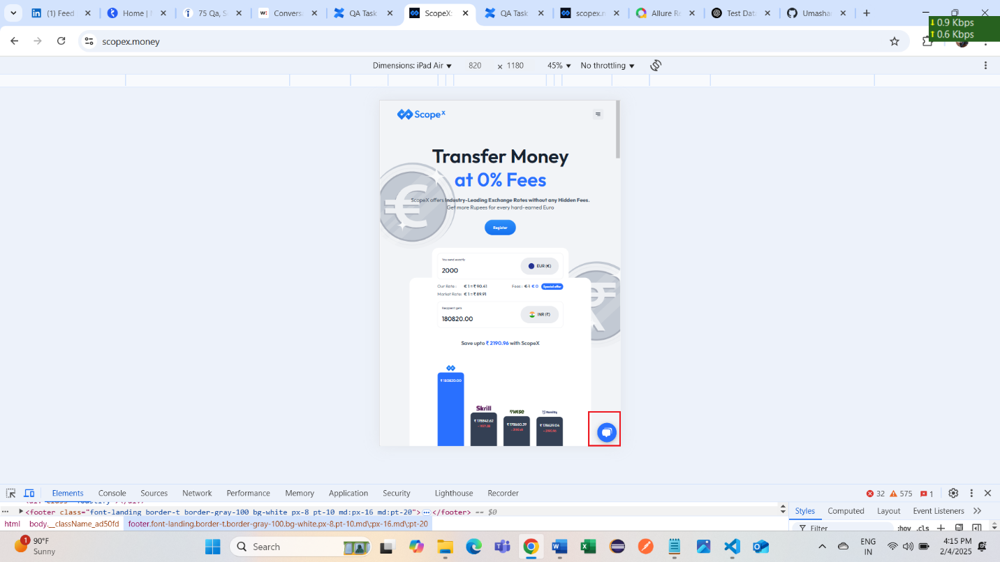 (1) Feed
Home |
75 Qa, S
Convers
QA Task
ScopeX:
QA Task
scopex.m
Allure Re
Test Data
Umasha
0.9 Kbps
0.6 Kbps
scopex.money
Dimensions: iPad Air 820 × 1180 45% No throttling
ScopeX
Transfer Money
at 0% Fees
ScopeX offers Industry-Leading Exchange Rates without any Hidden Fees.
Get more Rupees for every hard-earned Euro
Register
You send exactly
2000
EUR (€)
Our Rate : € 1 = ₹ 90.41 Fees : € 1 € 0 Special offer
Market Rate: € 1 = ₹ 89.91
Recipient gets
180820.00
INR (₹)
Save upto ₹ 2190.96 with ScopeX
₹ 180820.00
Skrill
₹ 178842.62
wise
₹ 178660.39
Remitly
₹ 178629.04
- 2190.96
Elements Console Sources Network Performance Memory Application Security Lighthouse Recorder 32 575 1
<footer class="font-landing border-t border-gray-100 bg-white px-8 pt-10 md:px-16 md:pt-20">…</footer> == $0
Styles Computed Layout Event Listeners
html body.__className_ad50fd footer.font-landing.border-t.border-gray-100.bg-white.px-8.pt-10.md\:px-16.md\:pt-20
Filter :hov .cls
1
90°F
Sunny
Search
ENG
IN
4:15 PM
2/4/2025